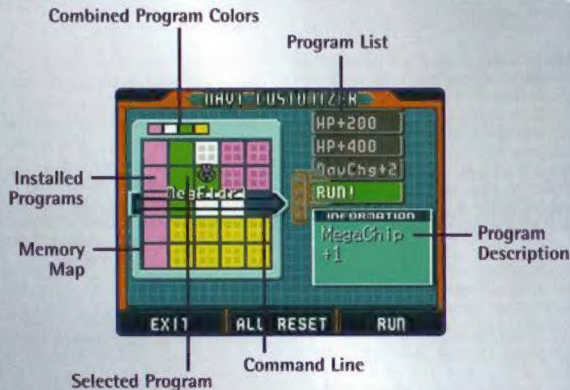 Combined Program Colors
Program List
NAVI CUSTOMIZER
HP+200
HP+400
NavChg+2
RUN!
Installed
Programs
MegFldr2
INFORMATION
MegaChip
+1
Program
Description
Memory
Map
EXIT
ALL RESET
RUN
Command Line
Selected Program